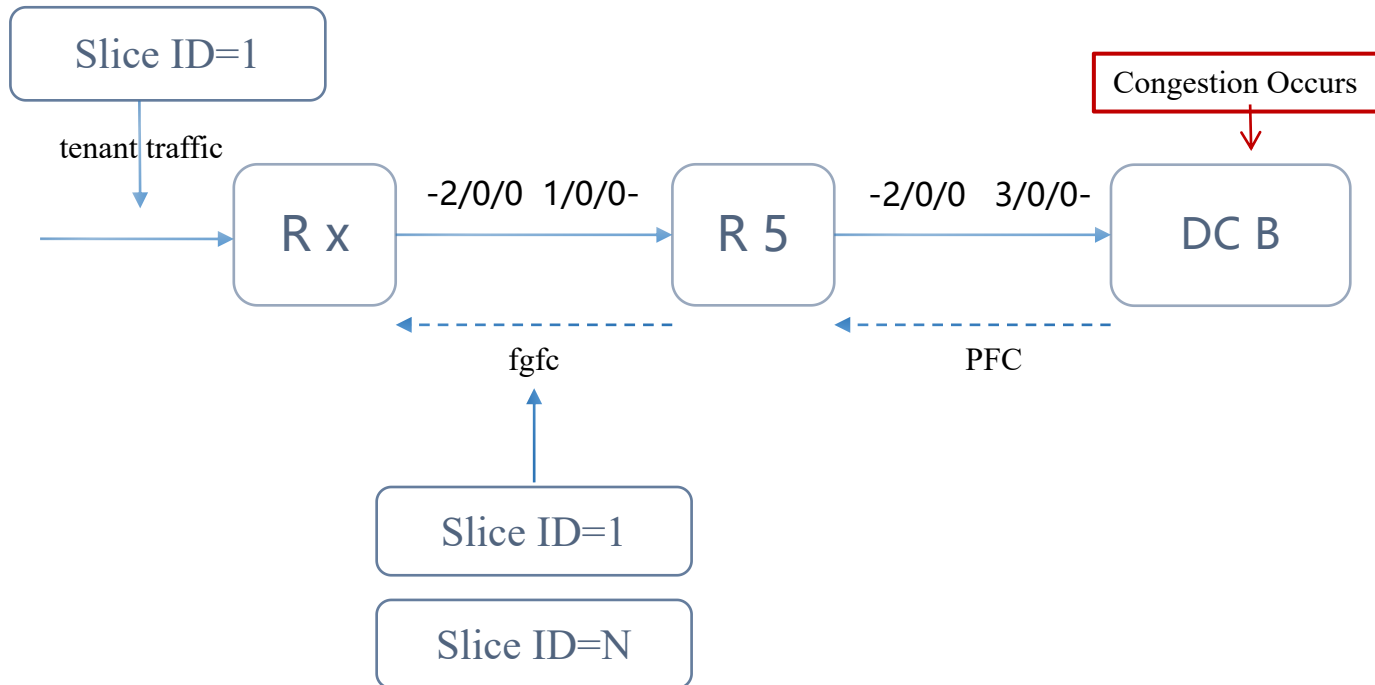 Slice ID=1
Congestion Occurs
tenant traffic
-2/0/0 1/0/0-
-2/0/0 3/0/0-
R x
R 5
DC B
fgfc
PFC
Slice ID=1
Slice ID=N